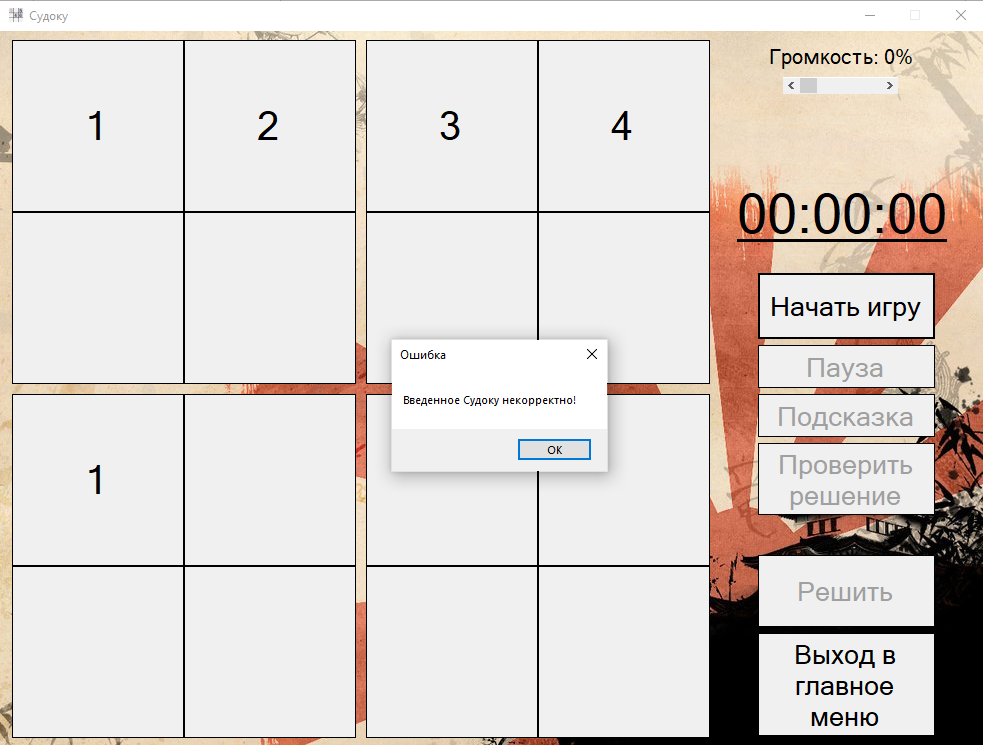 Судоку
1 2 3 4
Громкость: 0%
00:00:00
Начать игру
Пауза
Подсказка
Проверить
решение
Решить
Выход в
главное
меню
Ошибка
Введенное Судоку некорректно!
ОК
1